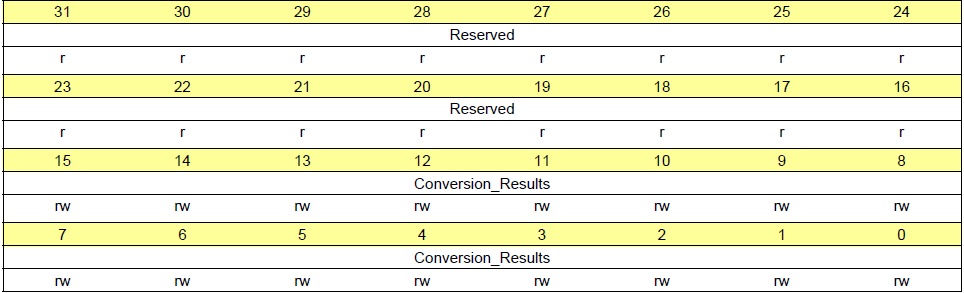 31 30 29 28 27 26 25 24
Reserved
r r r r r r r r
23 22 21 20 19 18 17 16
Reserved
r r r r r r r r
15 14 13 12 11 10 9 8
Conversion_Results
rw rw rw rw rw rw rw rw
7 6 5 4 3 2 1 0
Conversion_Results
rw rw rw rw rw rw rw rw